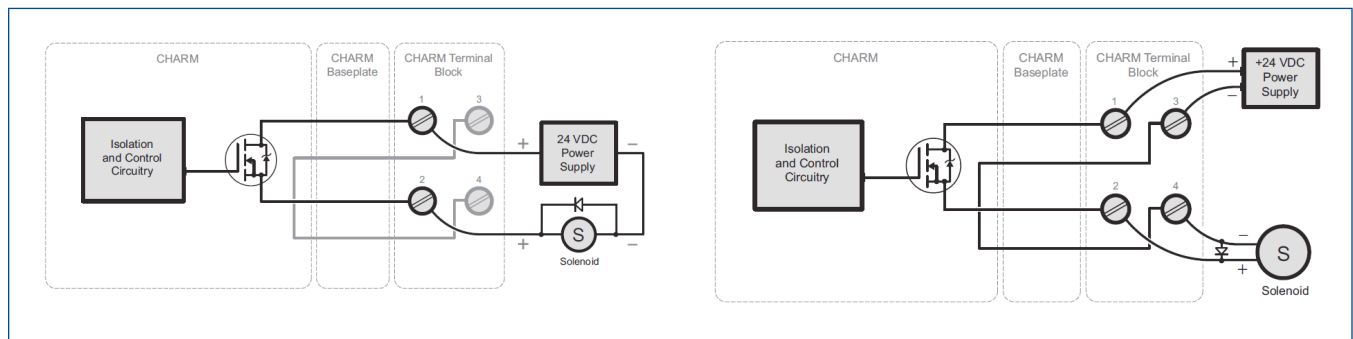 CHARM
CHARM
Baseplate
CHARM Terminal
Block
1
3
Isolation
and Control
Circuitry
+
24 VDC
Power
Supply
−
2
4
+
S
−
Solenoid
CHARM
CHARM
Baseplate
CHARM Terminal
Block
+
−
+24 VDC
Power
Supply
1
3
Isolation
and Control
Circuitry
2
4
−
+
S
Solenoid